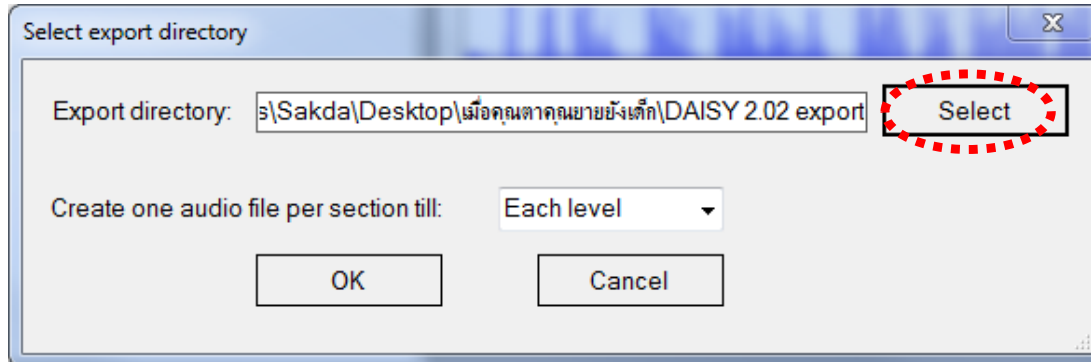 Select export directory
Export directory: s\Sakda\Desktop\เมื่อคุณตาคุณยายยังเด็ก\DAISY 2.02 export Select
Create one audio file per section till: Each level
OK Cancel